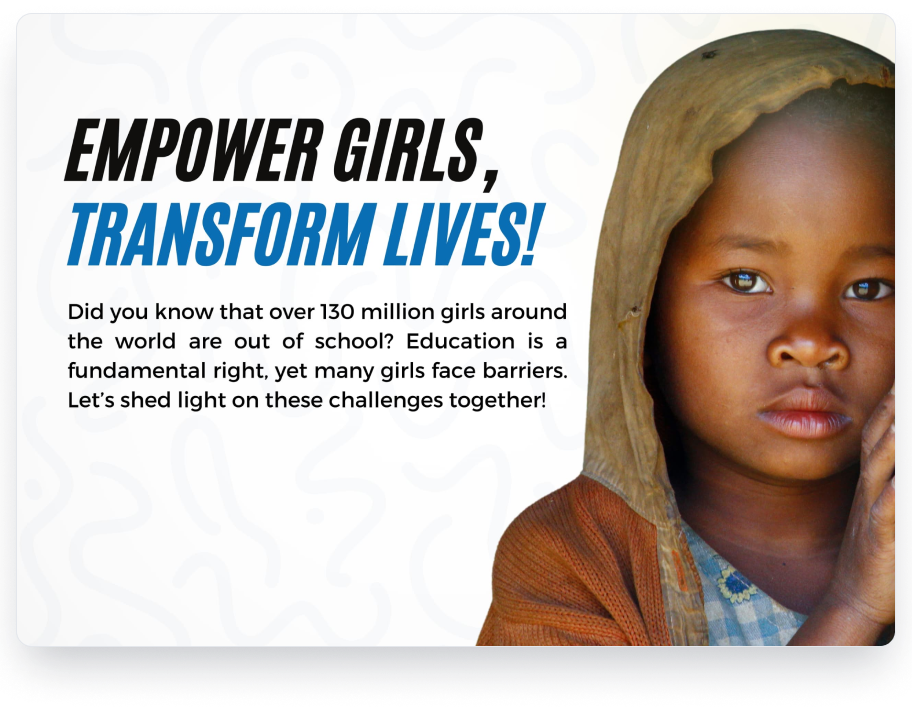 EMPOWER GIRLS,
TRANSFORM LIVES!
Did you know that over 130 million girls around
the world are out of school? Education is a
fundamental right, yet many girls face barriers.
Let’s shed light on these challenges together!